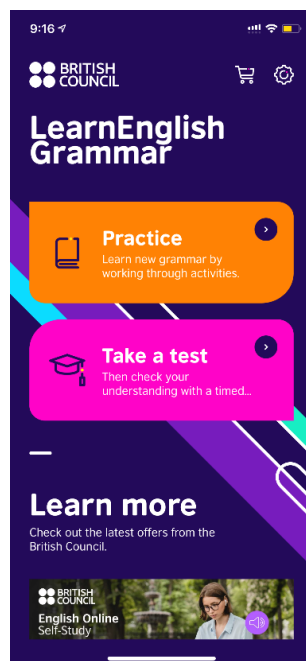 9:16
BRITISH
COUNCIL
LearnEnglish
Grammar
Practice
Learn new grammar by
working through activities.
Take a test
Then check your
understanding with a timed...
Learn more
Check out the latest offers from the
British Council.
BRITISH
COUNCIL
English Online
Self-Study